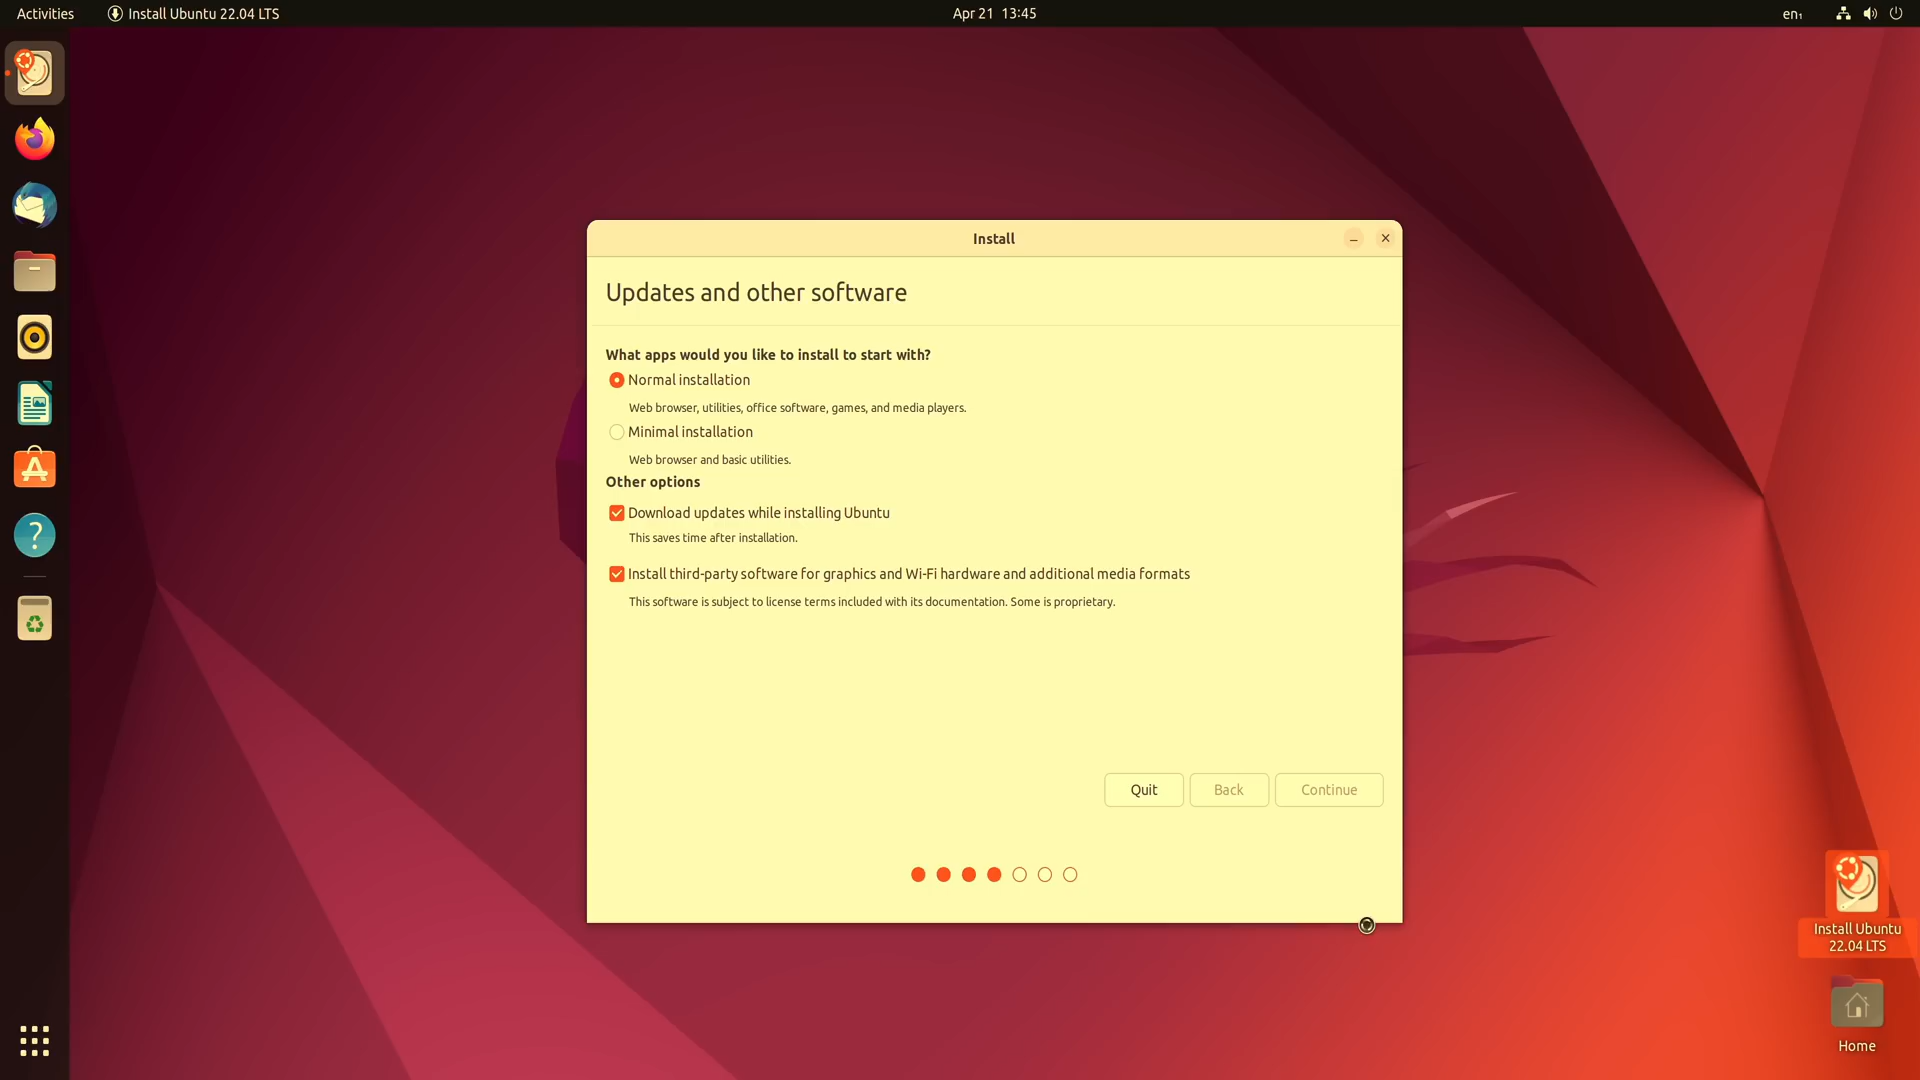 Activities
Install Ubuntu 22.04 LTS
Apr 21 13:45
en₁
Install
Updates and other software
What apps would you like to install to start with?
Normal installation
Web browser, utilities, office software, games, and media players.
Minimal installation
Web browser and basic utilities.
Other options
Download updates while installing Ubuntu
This saves time after installation.
Install third-party software for graphics and Wi-Fi hardware and additional media formats
This software is subject to license terms included with its documentation. Some is proprietary.
Quit
Back
Continue
Install Ubuntu
22.04 LTS
Home